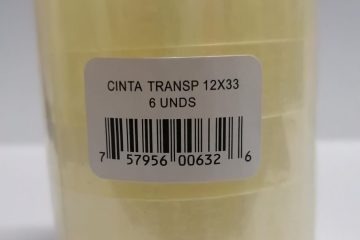 CINTA TRANSP 12X33
6 UNDS
7 57956 00632 6